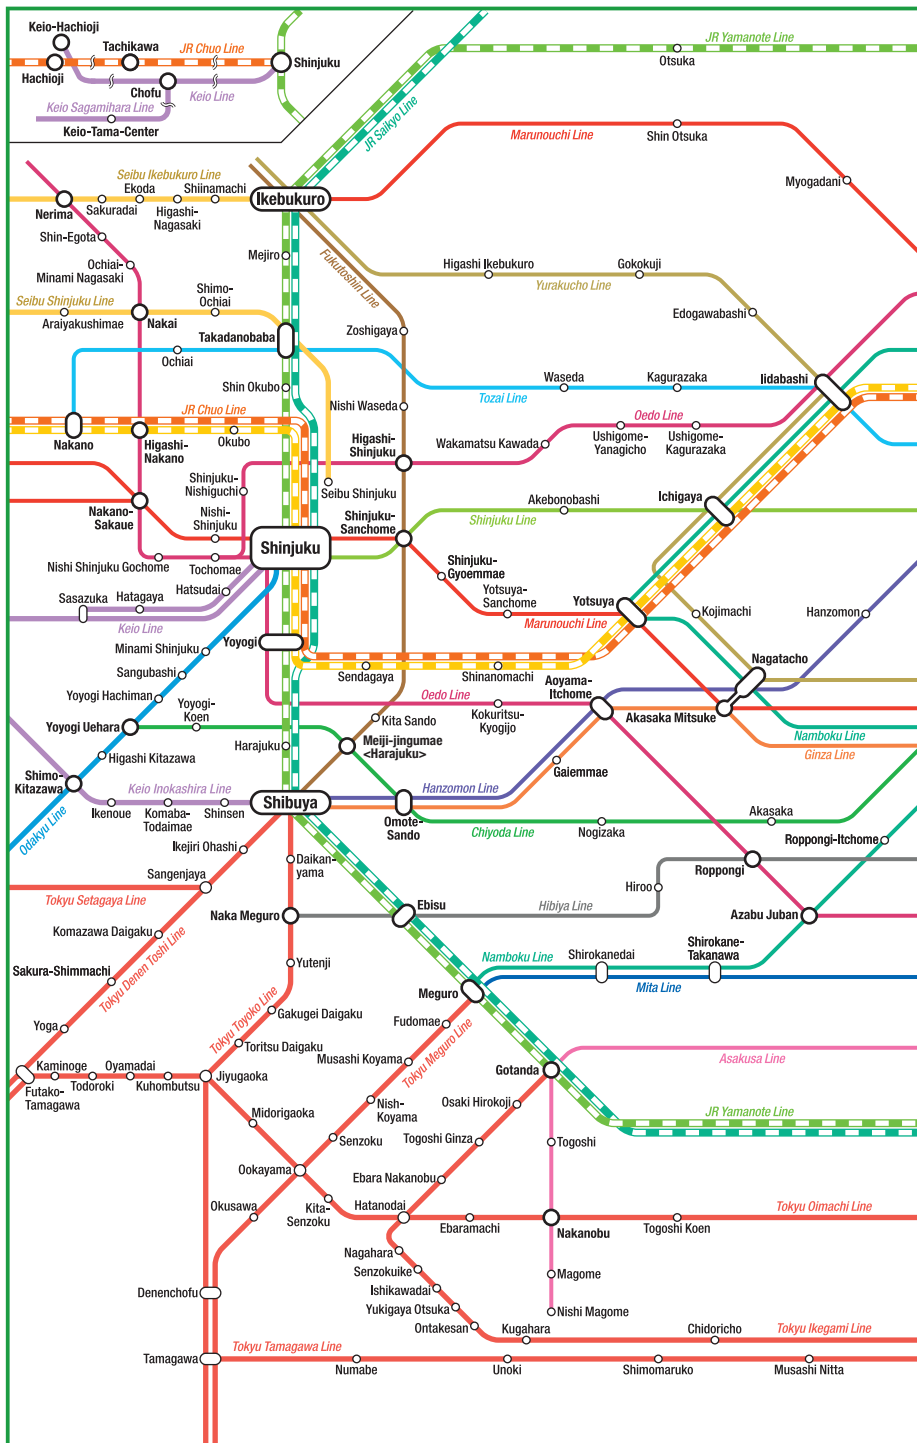 Keio-Hachioji
Tachikawa
JR Chuo Line
Hachioji
Shinjuku
Chofu
Keio Line
Keio Sagamihara Line
Keio-Tama-Center
JR Yamanote Line
Otsuka
JR Saikyo Line
Marunouchi Line
Shin Otsuka
Myogadani
Seibu Ikebukuro Line
Ekoda
Shiinamachi
Ikebukuro
Nerima
Sakuradai
Higashi-
Nagasaki
Shin-Egota
Mejiro
Fukutoshin Line
Ochiai-
Minami Nagasaki
Higashi Ikebukuro
Gokokuji
Yurakucho Line
Seibu Shinjuku Line
Shimo-
Ochiai
Araiyakushimae
Nakai
Edogawabashi
Takadanobaba
Zoshigaya
Ochiai
Iidabashi
Shin Okubo
Waseda
Kagurazaka
Tozai Line
JR Chuo Line
Nishi Waseda
Oedo Line
Nakano
Higashi-
Nakano
Okubo
Higashi-
Shinjuku
Wakamatsu Kawada
Ushigome-
Yanagicho
Ushigome-
Kagurazaka
Shinjuku-
Nishiguchi
Seibu Shinjuku
Akebonobashi
Ichigaya
Nakano-
Sakaue
Nishi-
Shinjuku
Shinjuku-
Sanchome
Shinjuku Line
Shinjuku
Nishi Shinjuku Gochome
Tochomae
Shinjuku-
Gyoemmae
Sasazuka
Hatagaya
Hatsudai
Yotsuya-
Sanchome
Yotsuya
Kojimachi
Hanzomon
Keio Line
Marunouchi Line
Minami Shinjuku
Yoyogi
Sangubashi
Sendagaya
Shinanomachi
Nagatacho
Yoyogi Hachiman
Yoyogi-
Koen
Oedo Line
Aoyama-
Itchome
Yoyogi Uehara
Kita Sando
Kokuritsu-
Kyogijo
Akasaka Mitsuke
Namboku Line
Harajuku
Meiji-jingumae
<Harajuku>
Ginza Line
Higashi Kitazawa
Gaiemmae
Shimo-
Kitazawa
Keio Inokashira Line
Shibuya
Hanzomon Line
Ikenoue
Komaba-
Todaimae
Shinsen
Omote-
Sando
Chiyoda Line
Nogizaka
Akasaka
Odakyu Line
Ikejiri Ohashi
Roppongi-Itchome
Daikan-
yama
Sangenjaya
Roppongi
Tokyu Setagaya Line
Hiroo
Naka Meguro
Ebisu
Hibiya Line
Azabu Juban
Komazawa Daigaku
Tokyu Denen Toshi Line
Sakura-Shimmachi
Yutenji
Namboku Line
Shirokanedai
Shirokane-
Takanawa
Meguro
Mita Line
Tokyu Toyoko Line
Gakugei Daigaku
Yoga
Fudomae
Toritsu Daigaku
Musashi Koyama
Tokyu Meguro Line
Asakusa Line
Kaminoge
Oyamadai
Gotanda
Futako-
Tamagawa
Todoroki
Kuhombutsu
Jiyugaoka
Nish-
Koyama
Osaki Hirokoji
JR Yamanote Line
Midorigaoka
Senzoku
Togoshi Ginza
Togoshi
Ookayama
Ebara Nakanobu
Okusawa
Kita-
Senzoku
Hatanodai
Tokyu Oimachi Line
Ebaramachi
Nakanobu
Togoshi Koen
Nagahara
Senzokuike
Magome
Denenchofu
Ishikawadai
Yukigaya Otsuka
Nishi Magome
Ontakesan
Kugahara
Chidoricho
Tokyu Ikegami Line
Tokyu Tamagawa Line
Tamagawa
Numabe
Unoki
Shimomaruko
Musashi Nitta